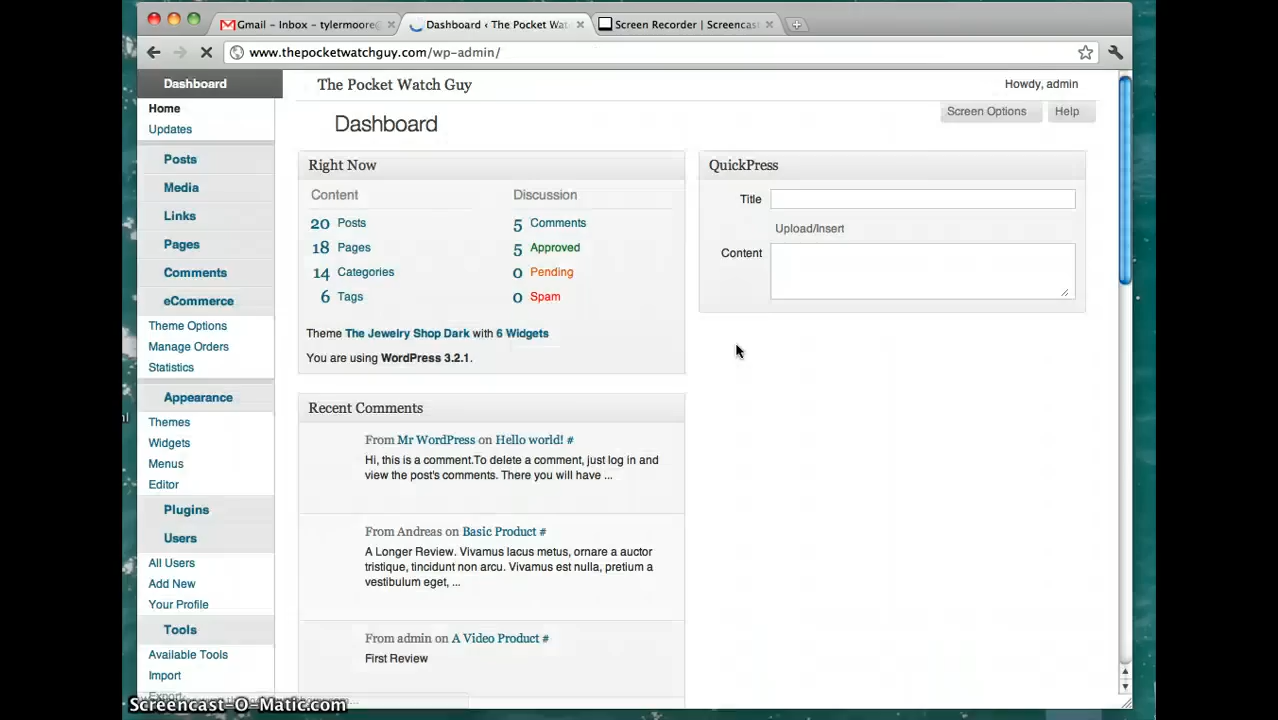 Gmail - Inbox - tylermoore@
Dashboard ‹ The Pocket Wat
Screen Recorder | Screencas
www.thepocketwatchguy.com/wp-admin/
Dashboard
Home
Updates
Posts
Media
Links
Pages
Comments
eCommerce
Theme Options
Manage Orders
Statistics
Appearance
Themes
Widgets
Menus
Editor
Plugins
Users
All Users
Add New
Your Profile
Tools
Available Tools
Import
Export
The Pocket Watch Guy
Howdy, admin
Screen Options
Help
Dashboard
Right Now
Content
Discussion
20 Posts
5 Comments
18 Pages
5 Approved
14 Categories
0 Pending
6 Tags
0 Spam
Theme The Jewelry Shop Dark with 6 Widgets
You are using WordPress 3.2.1.
Recent Comments
From Mr WordPress on Hello world! #
Hi, this is a comment.To delete a comment, just log in and
view the post's comments. There you will have ...
From Andreas on Basic Product #
A Longer Review. Vivamus lacus metus, ornare a auctor
tristique, tincidunt non arcu. Vivamus est nulla, pretium a
vestibulum eget, ...
From admin on A Video Product #
First Review
QuickPress
Title
Upload/Insert
Content
Screencast-O-Matic.com